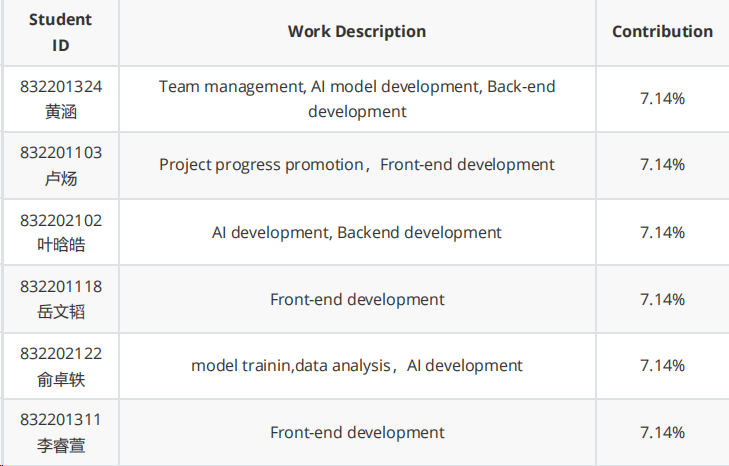 Student
ID
Work Description
Contribution
832201324
黄涵
Team management, AI model development, Back-end
development
7.14%
832201103
卢炀
Project progress promotion，Front-end development
7.14%
832202102
叶晗皓
AI development, Backend development
7.14%
832201118
岳文韬
Front-end development
7.14%
832202122
俞卓轶
model trainin,data analysis，AI development
7.14%
832201311
李睿萱
Front-end development
7.14%